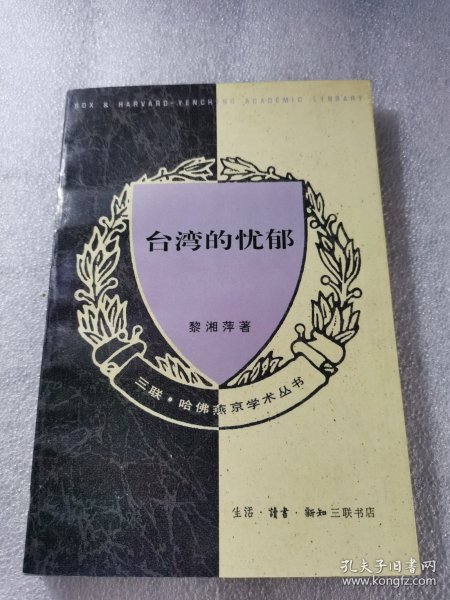 SDX & HARVARD-YENCHING ACADEMIC LIBRARY
台湾的忧郁
黎湘萍著
三联·哈佛燕京学术丛书
生活·讀書·新知三联书店
孔夫子旧书网
www.kongfz.com